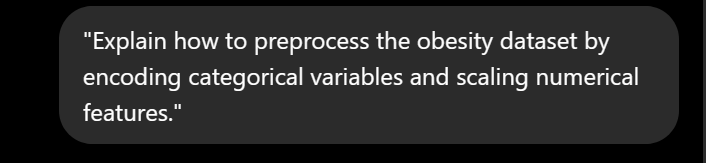 "Explain how to preprocess the obesity dataset by
encoding categorical variables and scaling numerical
features."